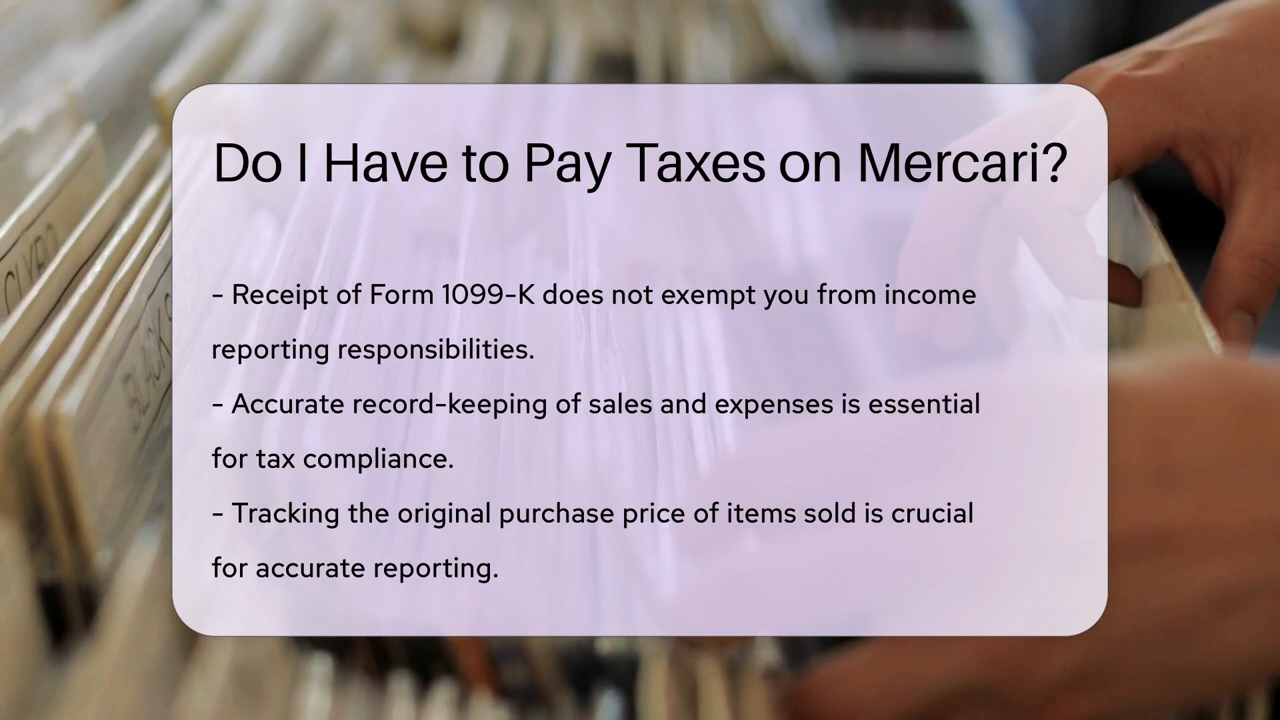 Do I Have to Pay Taxes on Mercari?
- Receipt of Form 1099-K does not exempt you from income
reporting responsibilities.
- Accurate record-keeping of sales and expenses is essential
for tax compliance.
- Tracking the original purchase price of items sold is crucial
for accurate reporting.